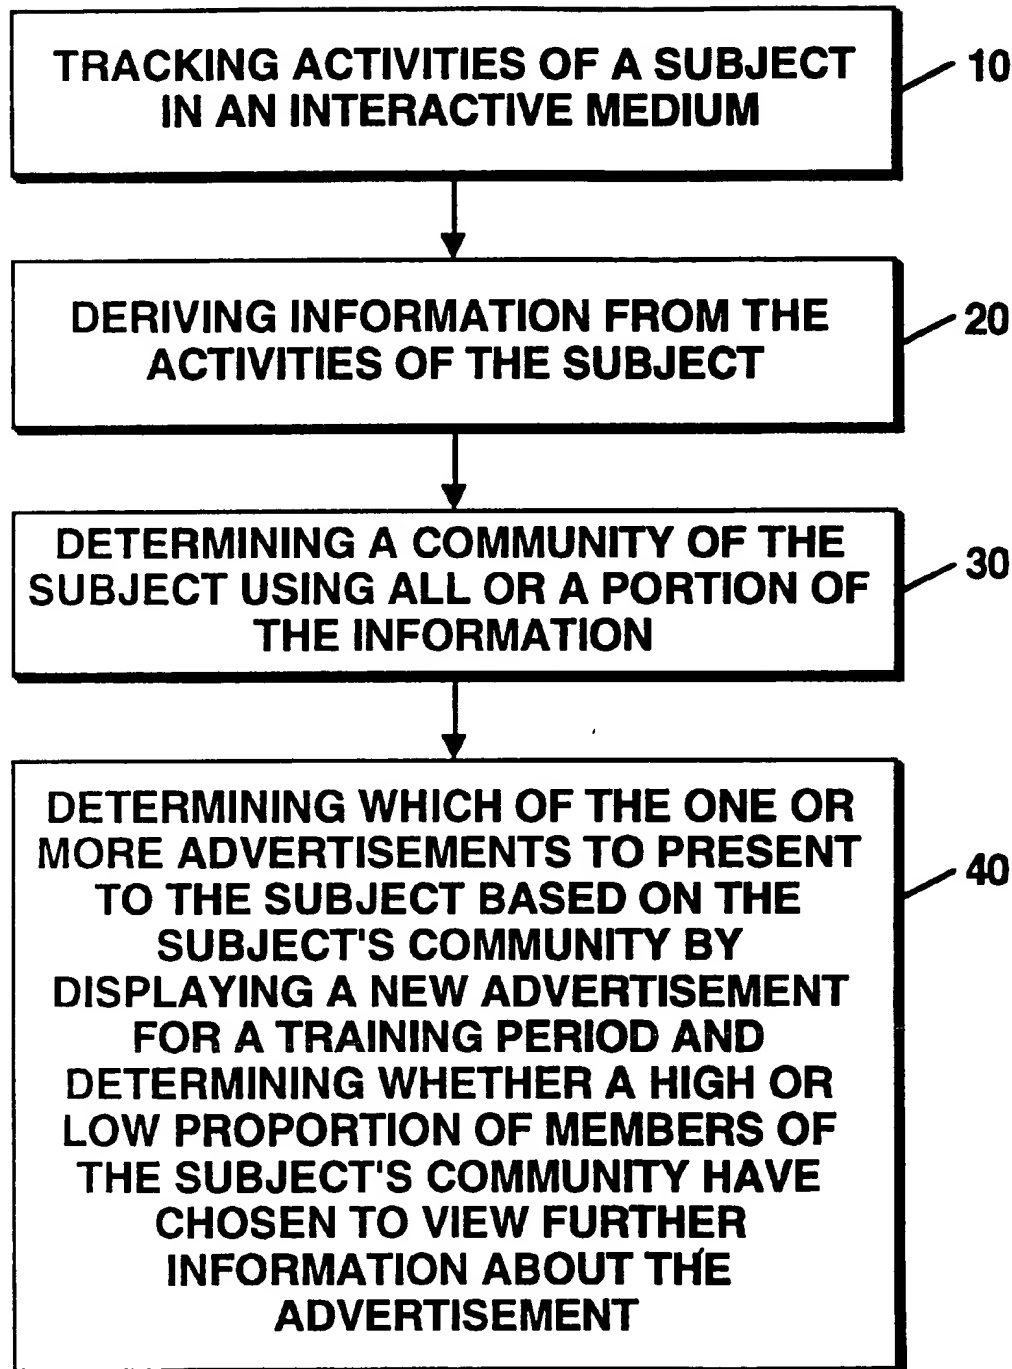 TRACKING ACTIVITIES OF A SUBJECT
IN AN INTERACTIVE MEDIUM
10
DERIVING INFORMATION FROM THE
ACTIVITIES OF THE SUBJECT
20
DETERMINING A COMMUNITY OF THE
SUBJECT USING ALL OR A PORTION OF
THE INFORMATION
30
DETERMINING WHICH OF THE ONE OR
MORE ADVERTISEMENTS TO PRESENT
TO THE SUBJECT BASED ON THE
SUBJECT'S COMMUNITY BY
DISPLAYING A NEW ADVERTISEMENT
FOR A TRAINING PERIOD AND
DETERMINING WHETHER A HIGH OR
LOW PROPORTION OF MEMBERS OF
THE SUBJECT'S COMMUNITY HAVE
CHOSEN TO VIEW FURTHER
INFORMATION ABOUT THE
ADVERTISEMENT
40